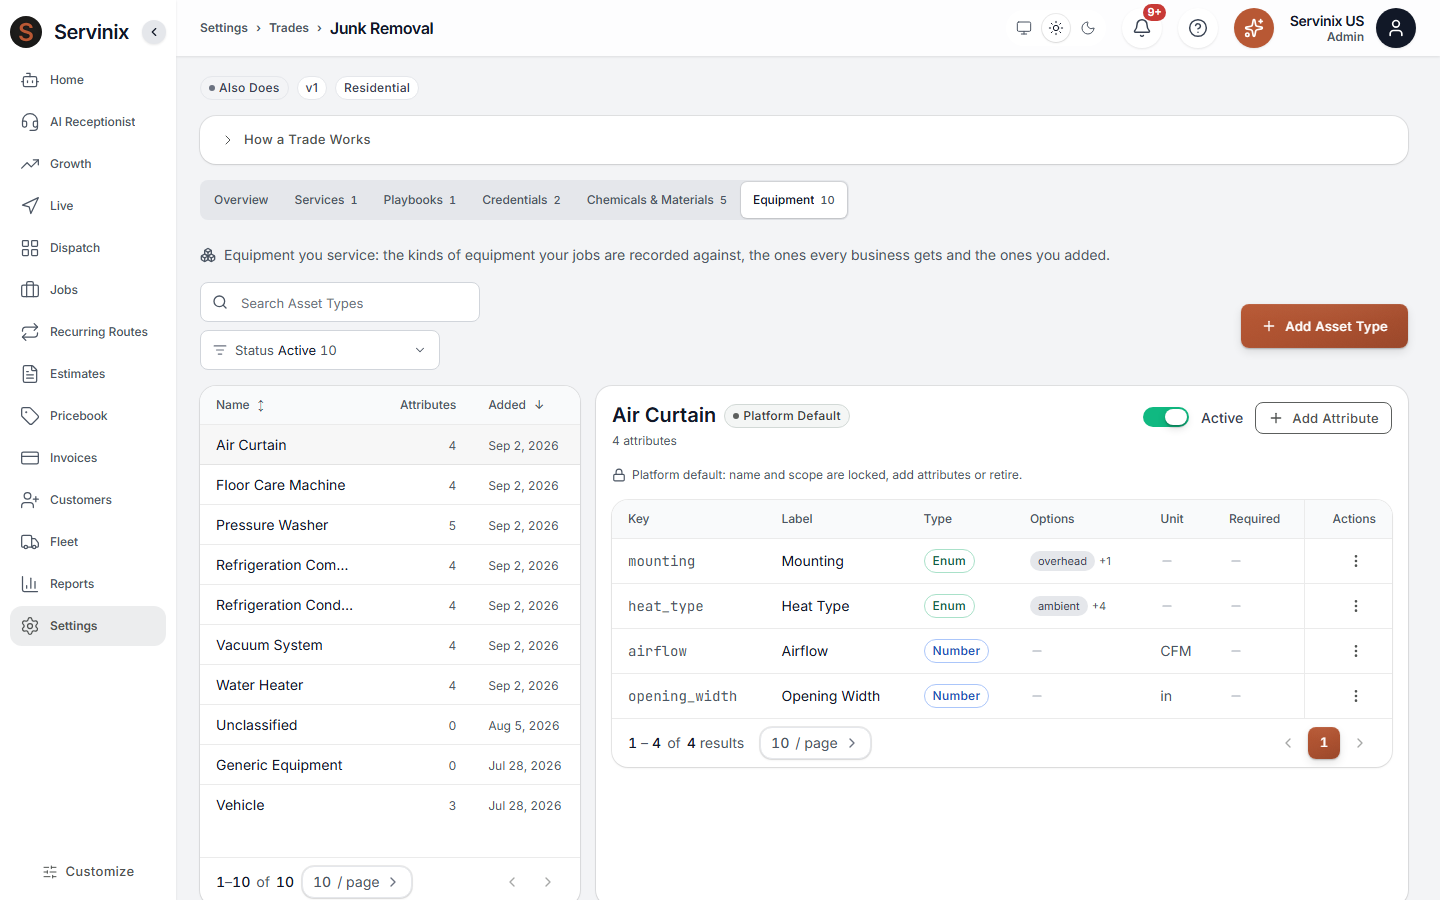 Servinix
Settings > Trades > Junk Removal
9+
Servinix US
Admin
Home
AI Receptionist
Growth
Live
Dispatch
Jobs
Recurring Routes
Estimates
Pricebook
Invoices
Customers
Fleet
Reports
Settings
Customize
Also Does
v1
Residential
How a Trade Works
Overview
Services 1
Playbooks 1
Credentials 2
Chemicals & Materials 5
Equipment 10
Equipment you service: the kinds of equipment your jobs are recorded against, the ones every business gets and the ones you added.
Search Asset Types
Status Active 10
+ Add Asset Type
Name Attributes Added
Air Curtain 4 Sep 2, 2026
Floor Care Machine 4 Sep 2, 2026
Pressure Washer 5 Sep 2, 2026
Refrigeration Com... 4 Sep 2, 2026
Refrigeration Cond... 4 Sep 2, 2026
Vacuum System 4 Sep 2, 2026
Water Heater 4 Sep 2, 2026
Unclassified 0 Aug 5, 2026
Generic Equipment 0 Jul 28, 2026
Vehicle 3 Jul 28, 2026
1–10 of 10 10 / page
Air Curtain Platform Default
4 attributes
Active
+ Add Attribute
Platform default: name and scope are locked, add attributes or retire.
Key Label Type Options Unit Required Actions
mounting Mounting Enum overhead +1 — —
heat_type Heat Type Enum ambient +4 — —
airflow Airflow Number — CFM —
opening_width Opening Width Number — in —
1 – 4 of 4 results 10 / page 1